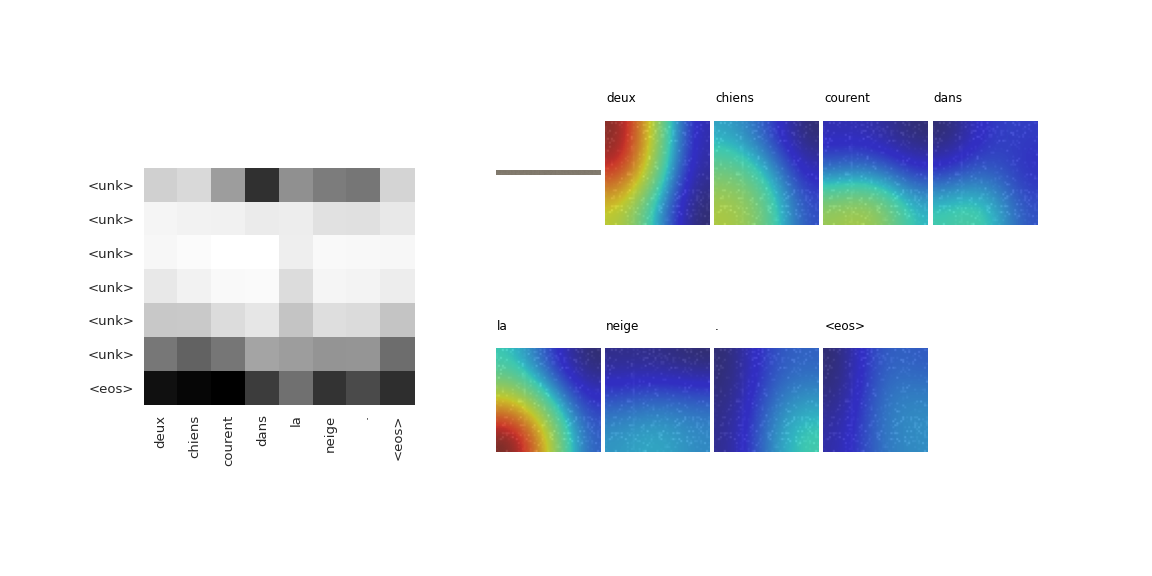 <unk>
<unk>
<unk>
<unk>
<unk>
<unk>
<eos>
deux chiens courent dans la neige . <eos>
deux chiens courent dans
la neige . <eos>